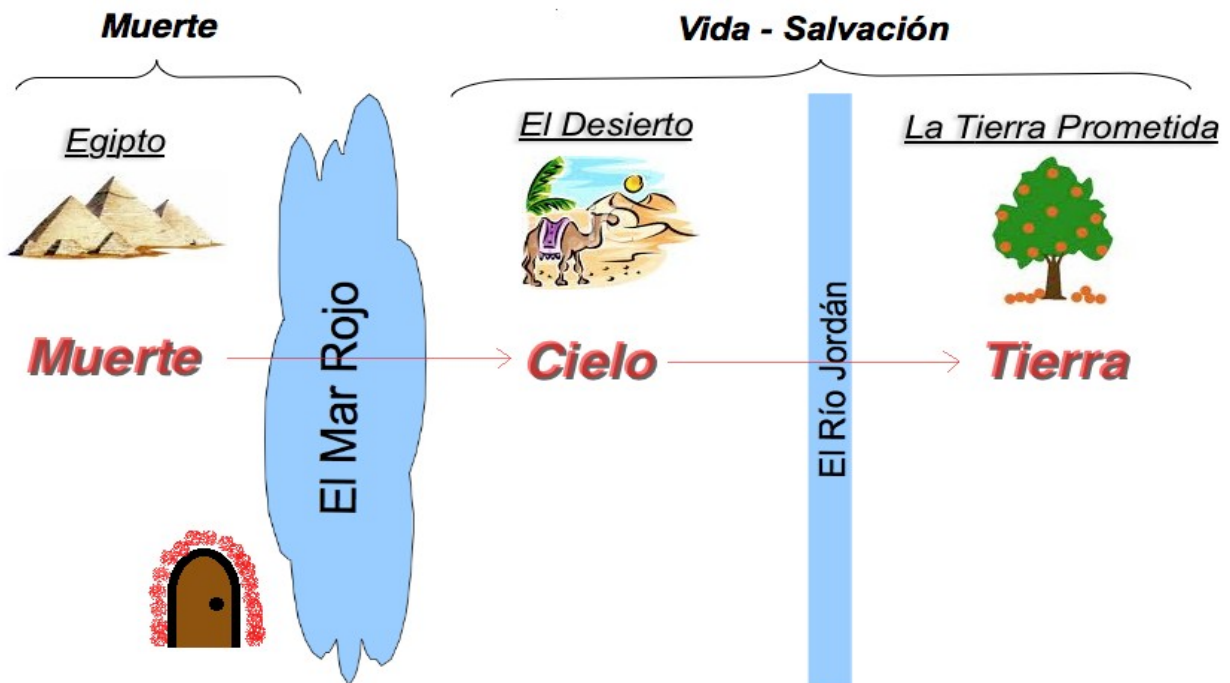 Muerte
Vida - Salvación
Egipto
El Desierto
La Tierra Prometida
El Mar Rojo
El Río Jordán
Muerte
Cielo
Tierra